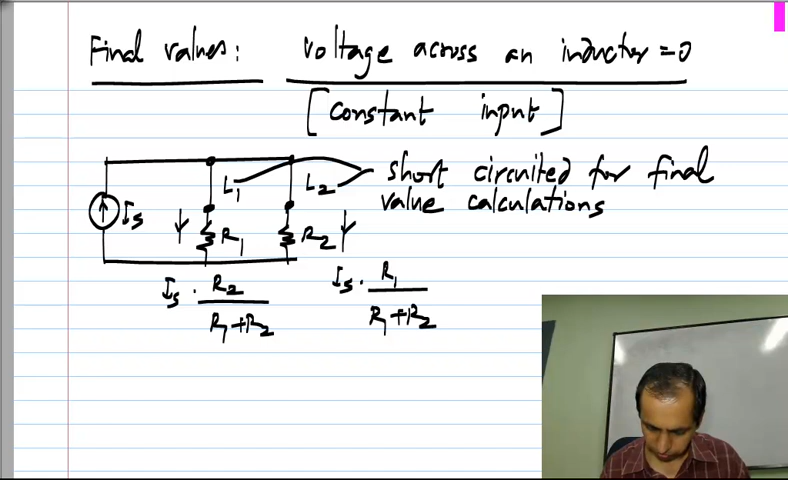 Final values: voltage across an inductor = 0
[constant input]
L1 L2 short circuited for final
value calculations
Is R1 R2
Is · R2 / R1+R2 Is · R1 / R1+R2